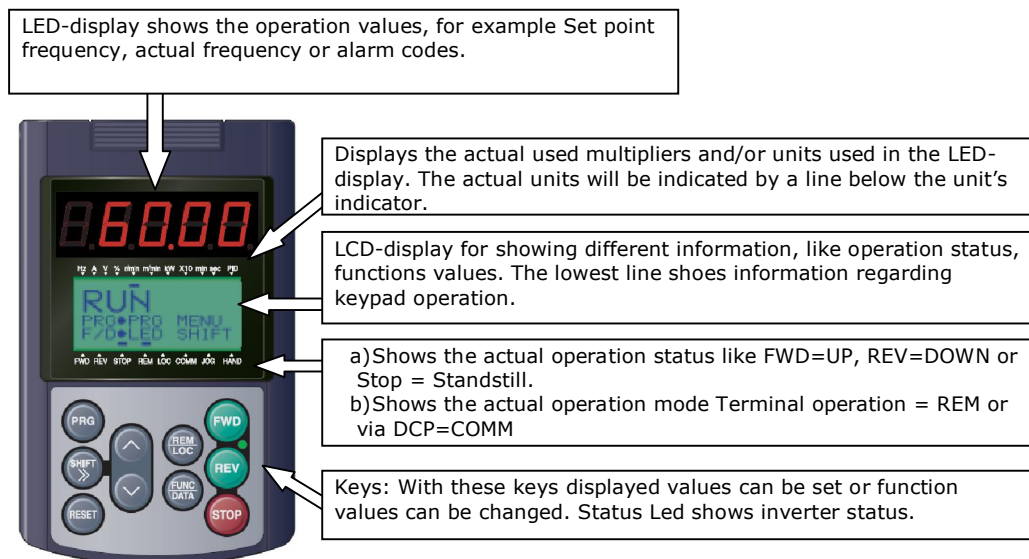 LED-display shows the operation values, for example Set point
frequency, actual frequency or alarm codes.
Displays the actual used multipliers and/or units used in the LED-
display. The actual units will be indicated by a line below the unit's
indicator.
LCD-display for showing different information, like operation status,
functions values. The lowest line shoes information regarding
keypad operation.
a)Shows the actual operation status like FWD=UP, REV=DOWN or
Stop = Standstill.
b)Shows the actual operation mode Terminal operation = REM or
via DCP=COMM
Keys: With these keys displayed values can be set or function
values can be changed. Status Led shows inverter status.
60.00
Hz A V % r/min m/min kW X10 min sec PID
RUN
PRG●PRG MENU
F/D●LED SHIFT
FWD REV STOP REM LOC COMM JOG HAND
PRG
FWD
REM
LOC
SHIFT
REV
FUNC
DATA
RESET
STOP